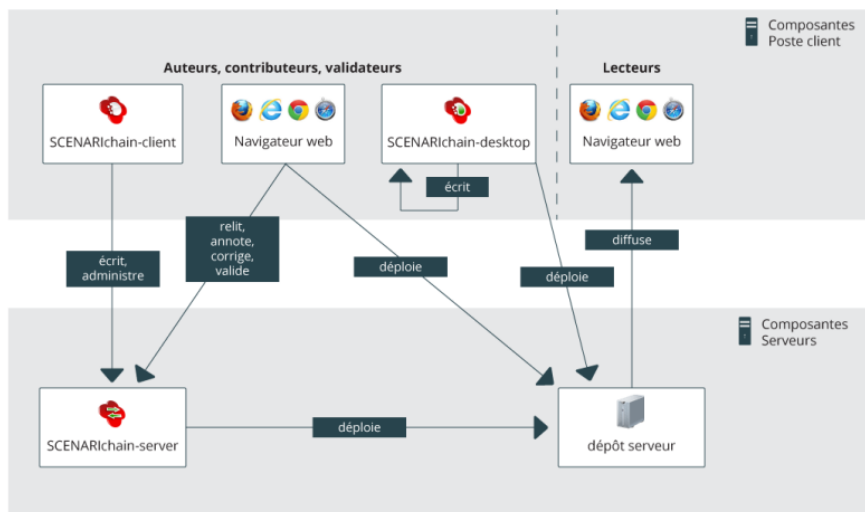 Composantes
Poste client
Auteurs, contributeurs, validateurs
Lecteurs
SCENARIchain-client
Navigateur web
SCENARIchain-desktop
Navigateur web
écrit
relit,
annote,
corrige,
valide
écrit,
administre
déploie
déploie
diffuse
Composantes
Serveurs
SCENARIchain-server
déploie
dépôt serveur